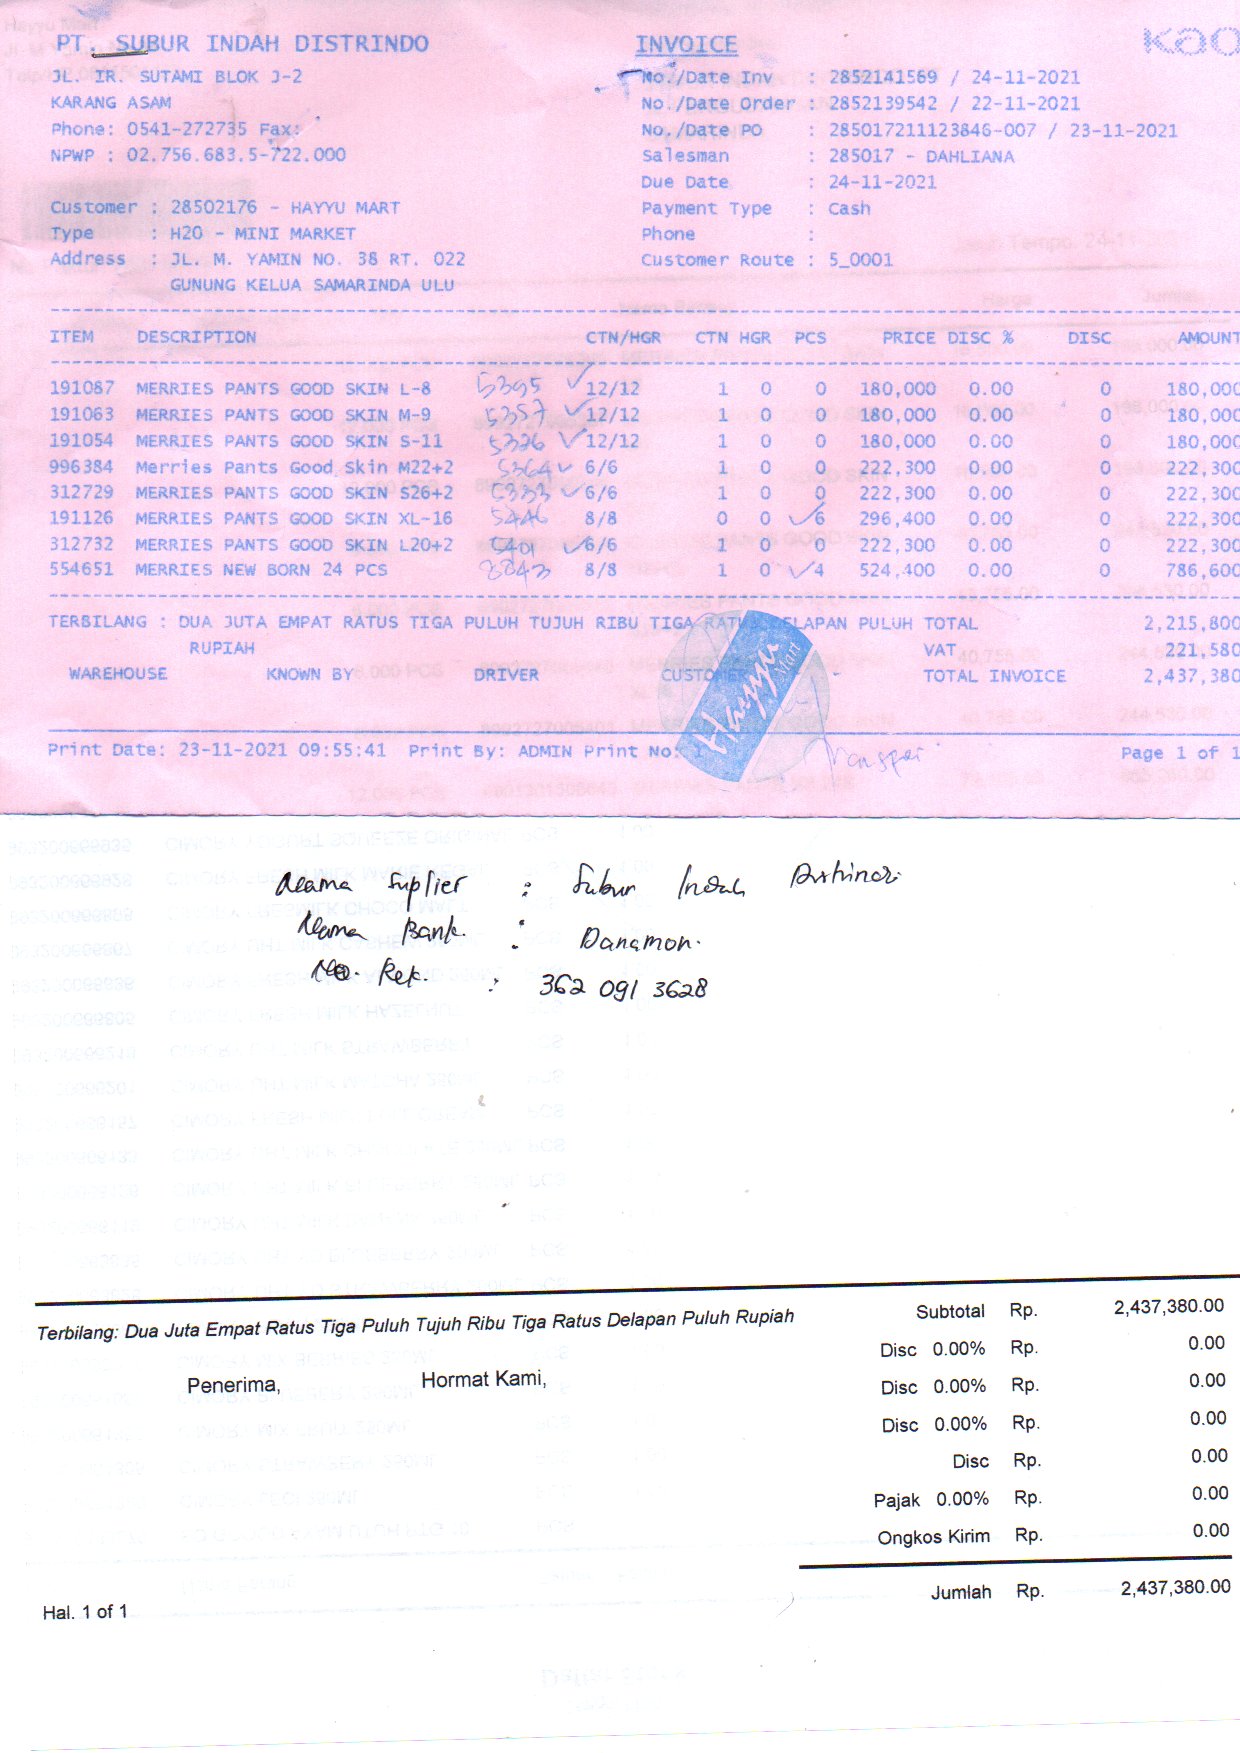 kao
PT. SUBUR INDAH DISTRINDO
INVOICE
JL. IR. SUTAMI BLOK J-2
No./Date Inv : 2852141569 / 24-11-2021
KARANG ASAM
No./Date Order : 2852139542 / 22-11-2021
Phone: 0541-272735 Fax:
No./Date PO : 285017211123846-007 / 23-11-2021
NPWP : 02.756.683.5-722.000
Salesman : 285017 - DAHLIANA
Due Date : 24-11-2021
Customer : 28502176 - HAYYU MART
Payment Type : Cash
Type : H20 - MINI MARKET
Phone :
Address : JL. M. YAMIN NO. 38 RT. 022
Customer Route : 5_0001
GUNUNG KELUA SAMARINDA ULU
ITEM DESCRIPTION CTN/HGR CTN HGR PCS PRICE DISC % DISC AMOUNT
191087 MERRIES PANTS GOOD SKIN L-8 5395 12/12 1 0 0 180,000 0.00 0 180,000
191063 MERRIES PANTS GOOD SKIN M-9 5357 12/12 1 0 0 180,000 0.00 0 180,000
191054 MERRIES PANTS GOOD SKIN S-11 5326 12/12 1 0 0 180,000 0.00 0 180,000
996384 Merries Pants Good Skin M22+2 5364 6/6 1 0 0 222,300 0.00 0 222,300
312729 MERRIES PANTS GOOD SKIN S26+2 5333 6/6 1 0 0 222,300 0.00 0 222,300
191126 MERRIES PANTS GOOD SKIN XL-16 5446 8/8 0 0 6 296,400 0.00 0 222,300
312732 MERRIES PANTS GOOD SKIN L20+2 5401 6/6 1 0 0 222,300 0.00 0 222,300
554651 MERRIES NEW BORN 24 PCS 8843 8/8 1 0 4 524,400 0.00 0 786,600
TERBILANG : DUA JUTA EMPAT RATUS TIGA PULUH TUJUH RIBU TIGA RATUS DELAPAN PULUH TOTAL 2,215,800
RUPIAH VAT 221,580
WAREHOUSE KNOWN BY DRIVER CUSTOMER TOTAL INVOICE 2,437,380
Hayyu Mart
Print Date: 23-11-2021 09:55:41 Print By: ADMIN Print No: Page 1 of 1
Nama Suplier : Subur Indah Distrindo
Nama Bank : Danamon.
No. Rek. : 362 091 3628
Terbilang: Dua Juta Empat Ratus Tiga Puluh Tujuh Ribu Tiga Ratus Delapan Puluh Rupiah
Subtotal Rp. 2,437,380.00
Disc 0.00% Rp. 0.00
Penerima, Hormat Kami,
Disc 0.00% Rp. 0.00
Disc 0.00% Rp. 0.00
Disc Rp. 0.00
Pajak 0.00% Rp. 0.00
Ongkos Kirim Rp. 0.00
Jumlah Rp. 2,437,380.00
Hal. 1 of 1